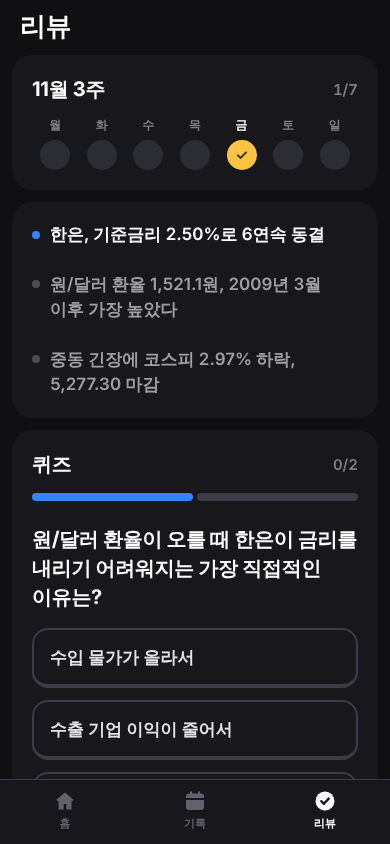 리뷰
11월 3주
1/7
월 화 수 목 금 토 일
한은, 기준금리 2.50%로 6연속 동결
원/달러 환율 1,521.1원, 2009년 3월
이후 가장 높았다
중동 긴장에 코스피 2.97% 하락,
5,277.30 마감
퀴즈
0/2
원/달러 환율이 오를 때 한은이 금리를
내리기 어려워지는 가장 직접적인
이유는?
수입 물가가 올라서
수출 기업 이익이 줄어서
홈 기록 리뷰